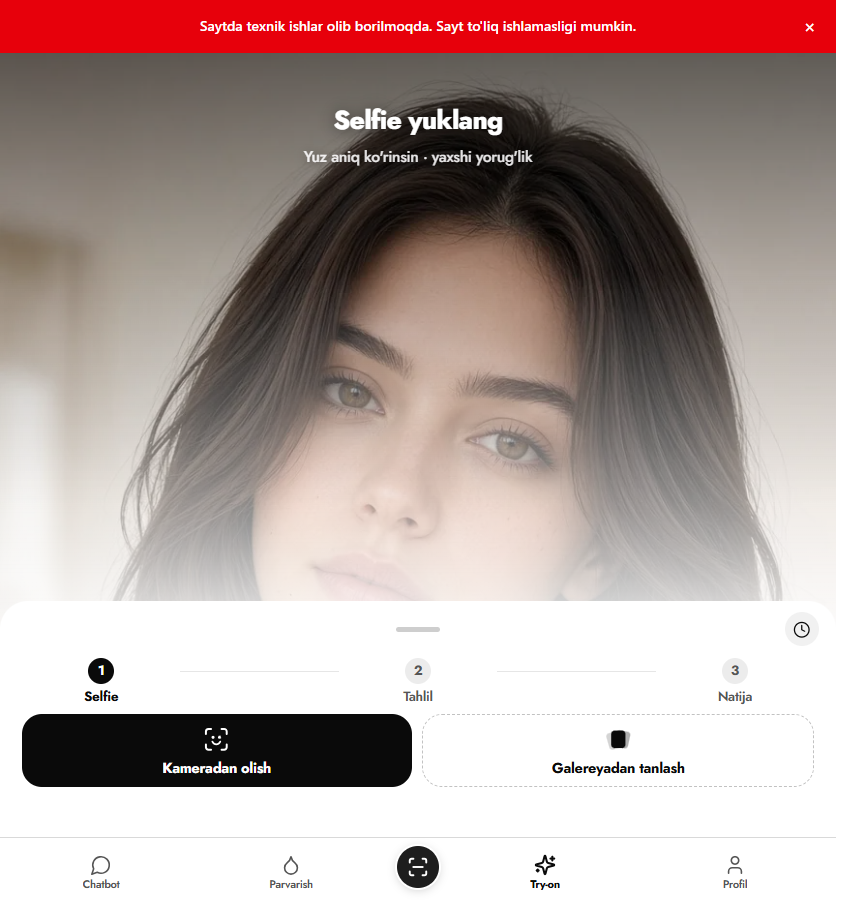 Saytda texnik ishlar olib borilmoqda. Sayt to'liq ishlamasligi mumkin.
Selfie yuklang
Yuz aniq ko'rinsin · yaxshi yorug'lik
1
2
3
Selfie
Tahlil
Natija
Kameradan olish
Galereyadan tanlash
Chatbot
Parvarish
Try-on
Profil